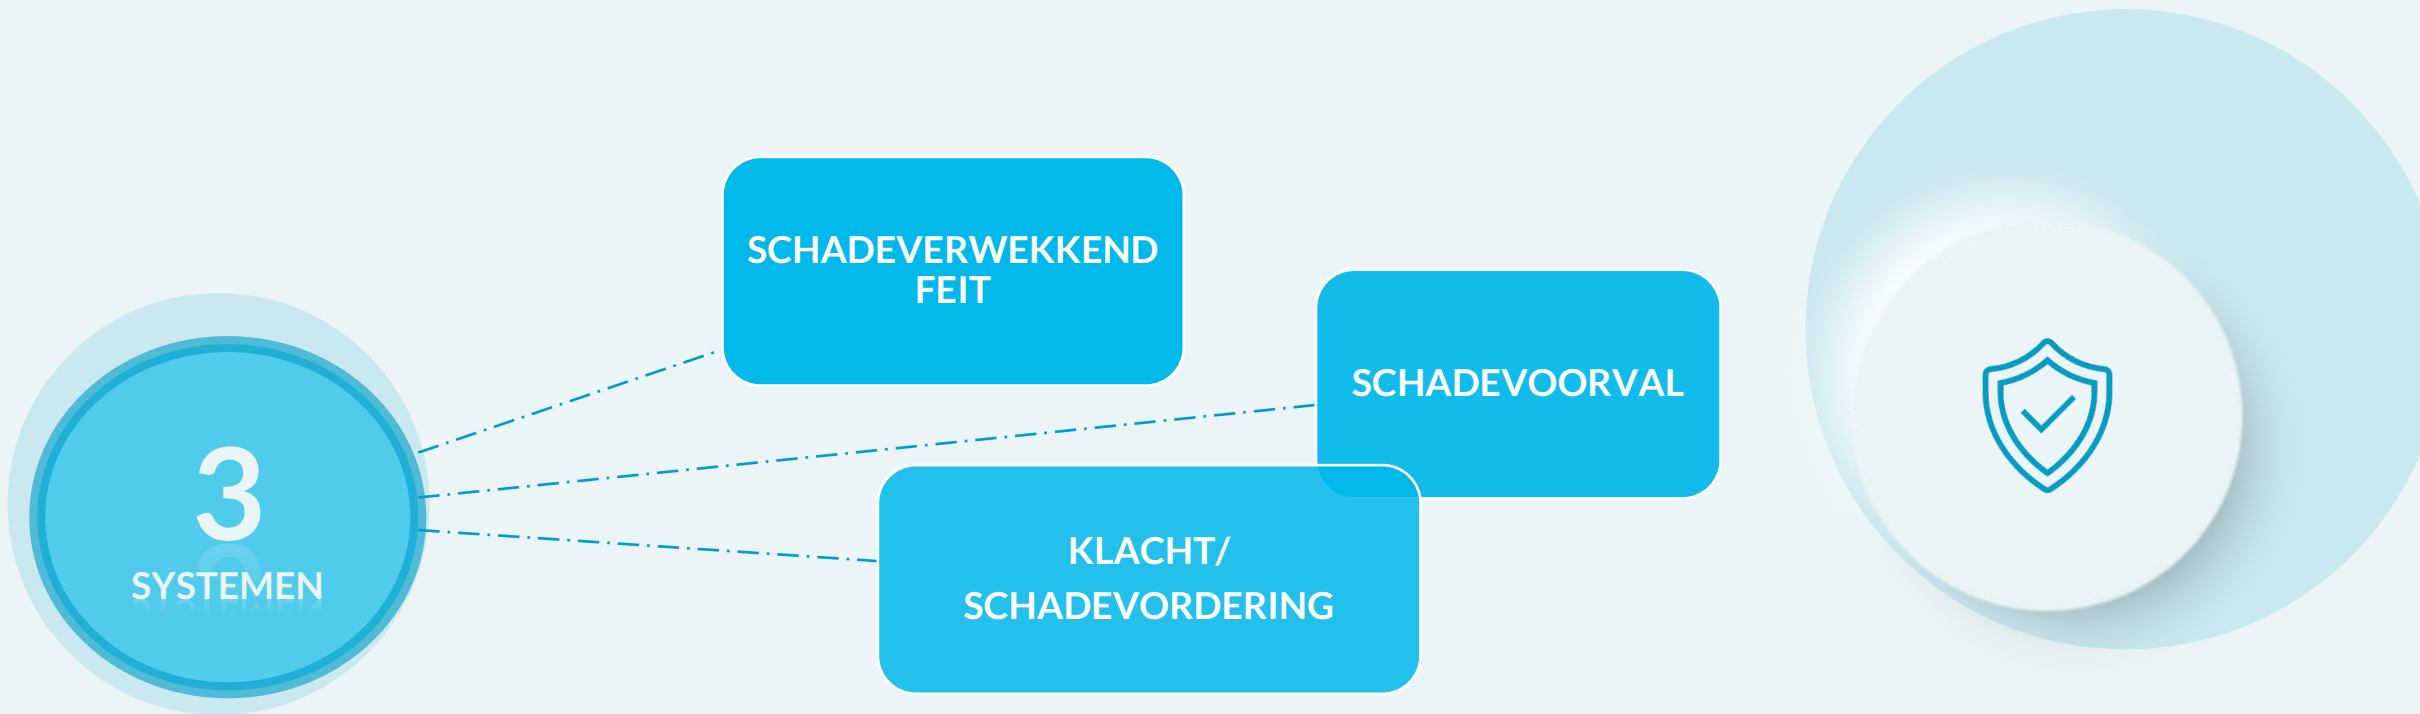 3
SYSTEMEN
SCHADEVERWEKKEND
FEIT
SCHADEVOORVAL
KLACHT/
SCHADEVORDERING